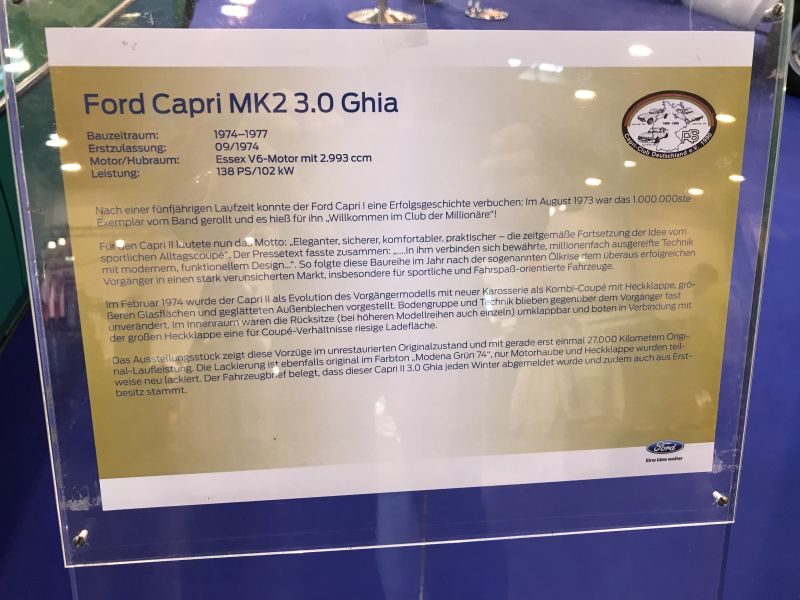 Ford Capri MK2 3.0 Ghia
Bauzeitraum: 1974–1977
Erstzulassung: 09/1974
Motor/Hubraum: Essex V6-Motor mit 2.993 ccm
Leistung: 138 PS/102 kW
Capri-Club Deutschland e.V. 1990
Nach einer fünfjährigen Laufzeit konnte der Ford Capri I eine Erfolgsgeschichte verbuchen: Im August 1973 war das 1.000.000ste
Exemplar vom Band gerollt und es hieß für ihn „Willkommen im Club der Millionäre"!
Für den Capri II lautete nun das Motto: „Eleganter, sicherer, komfortabler, praktischer – die zeitgemäße Fortsetzung der Idee vom
sportlichen Alltagscoupé". Der Pressetext fasste zusammen: „....In ihm verbinden sich bewährte, millionenfach ausgereifte Technik
mit modernem, funktionellem Design...". So folgte diese Baureihe im Jahr nach der sogenannten Ölkrise dem überaus erfolgreichen
Vorgänger in einen stark verunsicherten Markt, insbesondere für sportliche und Fahrspaß-orientierte Fahrzeuge.
Im Februar 1974 wurde der Capri II als Evolution des Vorgängermodells mit neuer Karosserie als Kombi-Coupé mit Heckklappe, grö-
ßeren Glasflächen und geglätteten Außenblechen vorgestellt. Bodengruppe und Technik blieben gegenüber dem Vorgänger fast
unverändert. Im Innenraum waren die Rücksitze (bei höheren Modellreihen auch einzeln) umklappbar und boten in Verbindung mit
der großen Heckklappe eine für Coupé-Verhältnisse riesige Ladefläche.
Das Ausstellungsstück zeigt diese Vorzüge im unrestaurierten Originalzustand und mit gerade erst einmal 27.000 Kilometern Origi-
nal-Laufleistung. Die Lackierung ist ebenfalls original im Farbton „Modena Grün 74", nur Motorhaube und Heckklappe wurden teil-
weise neu lackiert. Der Fahrzeugbrief belegt, dass dieser Capri II 3.0 Ghia jeden Winter abgemeldet wurde und zudem auch aus Erst-
besitz stammt.
Ford
Eine Idee weiter